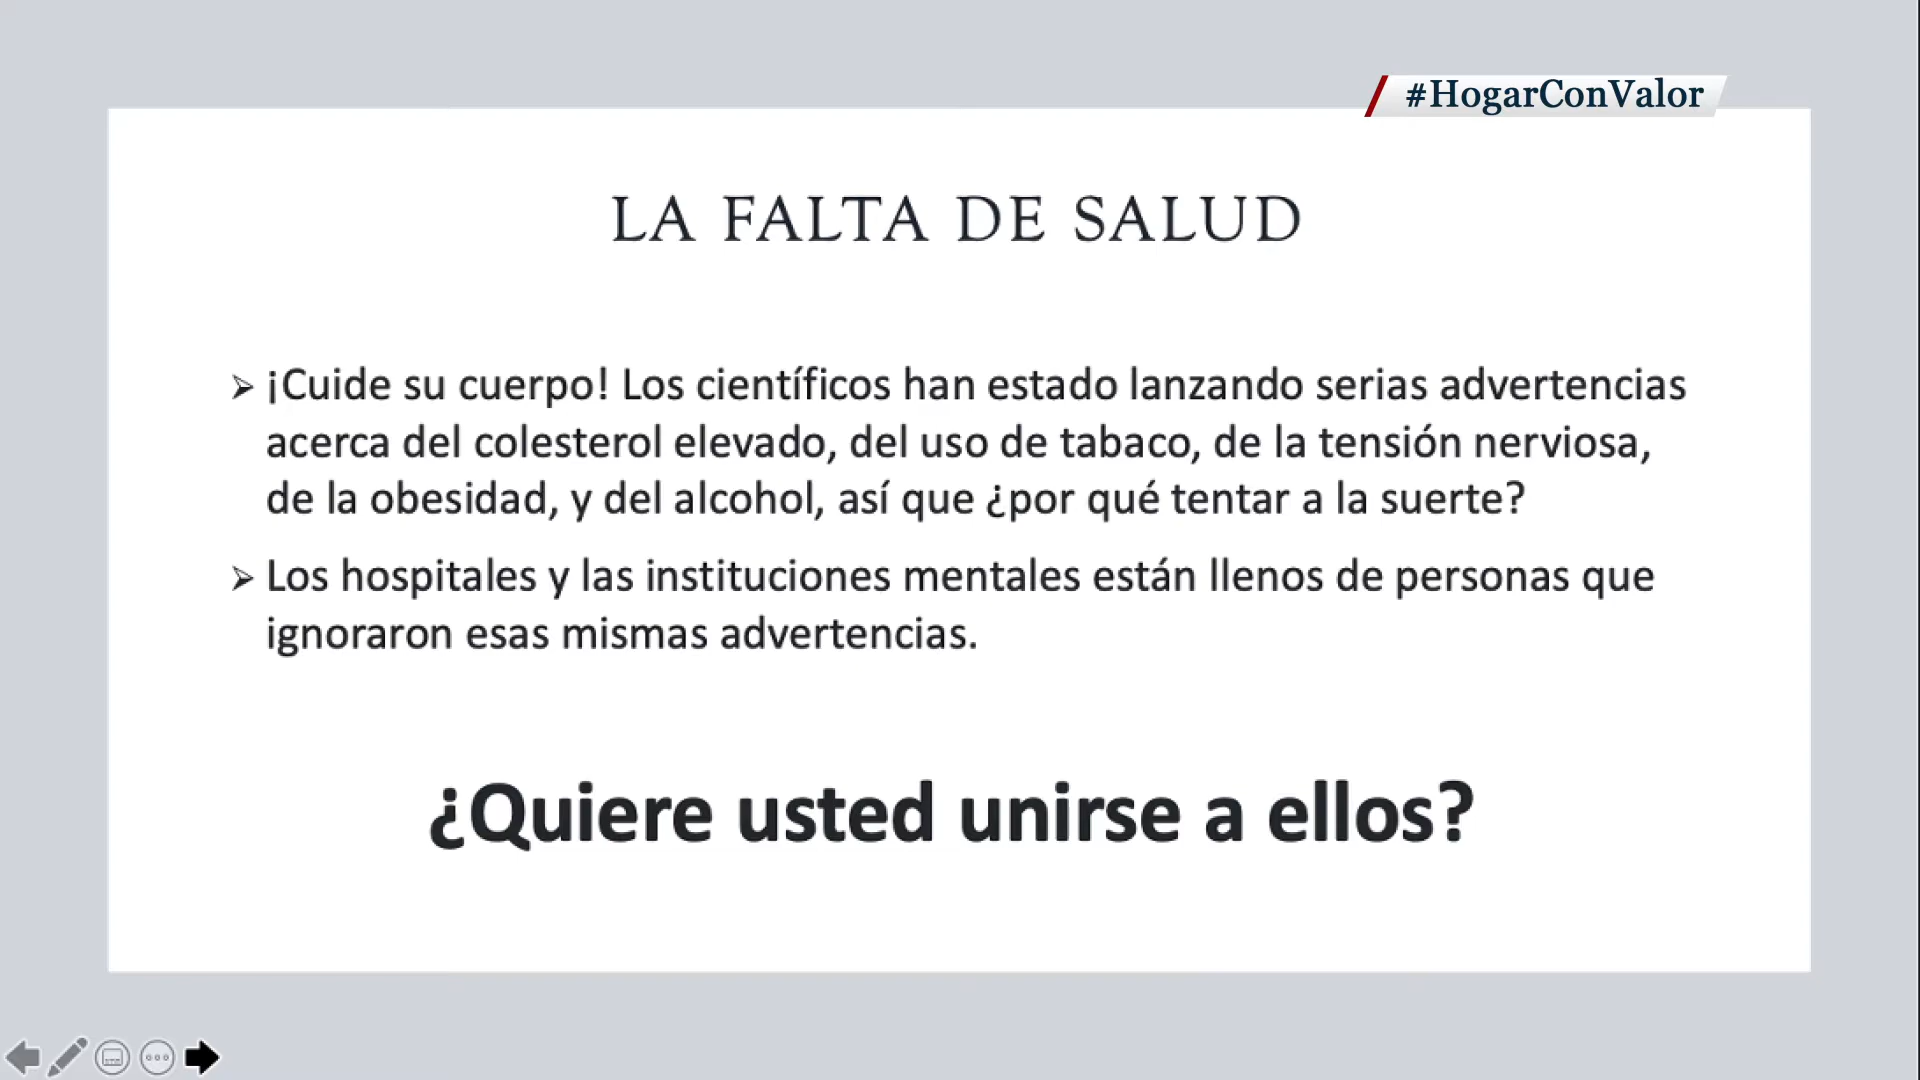 #HogarConValor
LA FALTA DE SALUD
➢ ¡Cuide su cuerpo! Los científicos han estado lanzando serias advertencias
acerca del colesterol elevado, del uso de tabaco, de la tensión nerviosa,
de la obesidad, y del alcohol, así que ¿por qué tentar a la suerte?
➢ Los hospitales y las instituciones mentales están llenos de personas que
ignoraron esas mismas advertencias.
¿Quiere usted unirse a ellos?